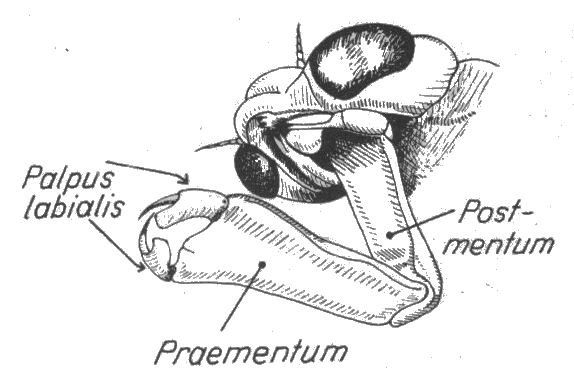 Palpus
labialis
Post-
mentum
Praementum